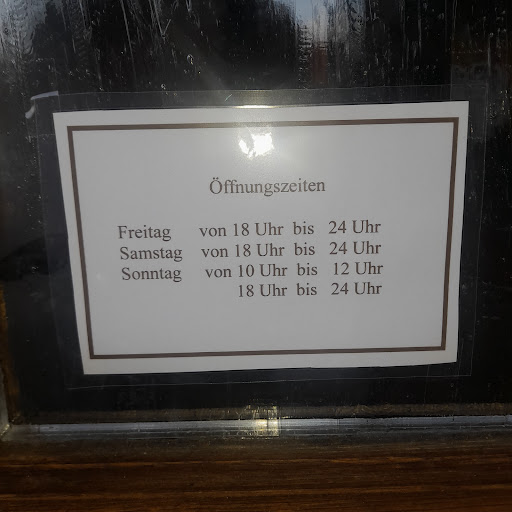 Öffnungszeiten
Freitag von 18 Uhr bis 24 Uhr
Samstag von 18 Uhr bis 24 Uhr
Sonntag von 10 Uhr bis 12 Uhr
18 Uhr bis 24 Uhr